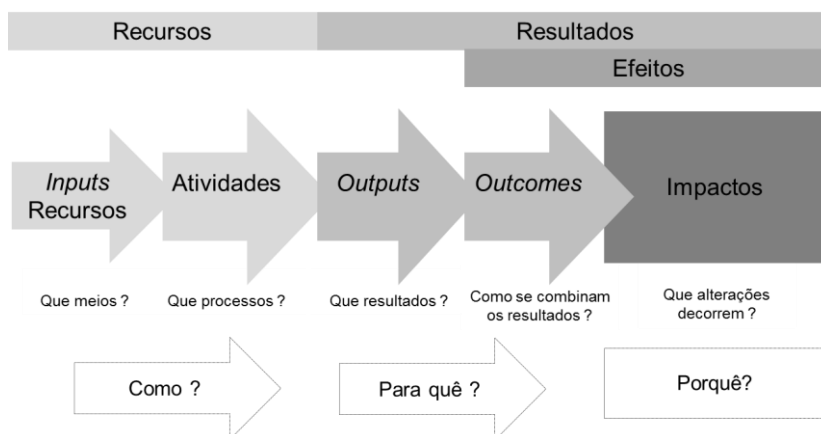 Recursos
Resultados
Efeitos
Inputs
Recursos
Atividades
Outputs
Outcomes
Impactos
Que meios ?
Que processos ?
Que resultados ?
Como se combinam
os resultados ?
Que alterações
decorrem ?
Como ?
Para quê ?
Porquê?